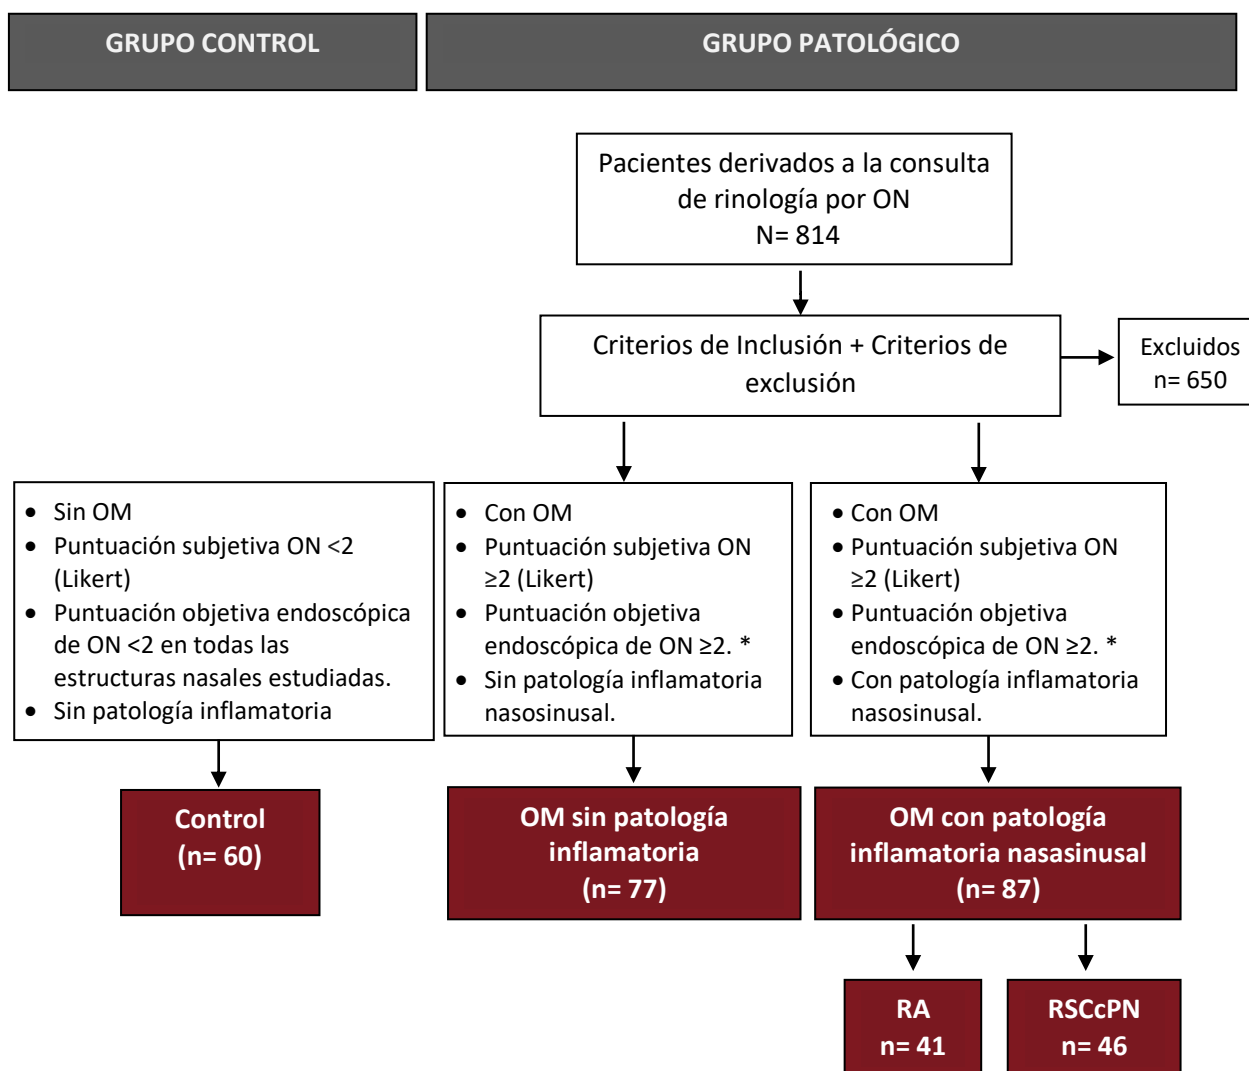 GRUPO CONTROL
GRUPO PATOLÓGICO
Pacientes derivados a la consulta
de rinología por ON
N= 814
Criterios de Inclusión + Criterios de
exclusión
Excluidos
n= 650
• Sin OM
• Puntuación subjetiva ON <2
(Likert)
• Puntuación objetiva endoscópica
de ON <2 en todas las
estructuras nasales estudiadas.
• Sin patología inflamatoria
• Con OM
• Puntuación subjetiva ON
≥2 (Likert)
• Puntuación objetiva
endoscópica de ON ≥2. *
• Sin patología inflamatoria
nasosinusal.
• Con OM
• Puntuación subjetiva ON
≥2 (Likert)
• Puntuación objetiva
endoscópica de ON ≥2. *
• Con patología inflamatoria
nasosinusal.
Control
(n= 60)
OM sin patología
inflamatoria
(n= 77)
OM con patología
inflamatoria nasasinusal
(n= 87)
RA
n= 41
RSCcPN
n= 46